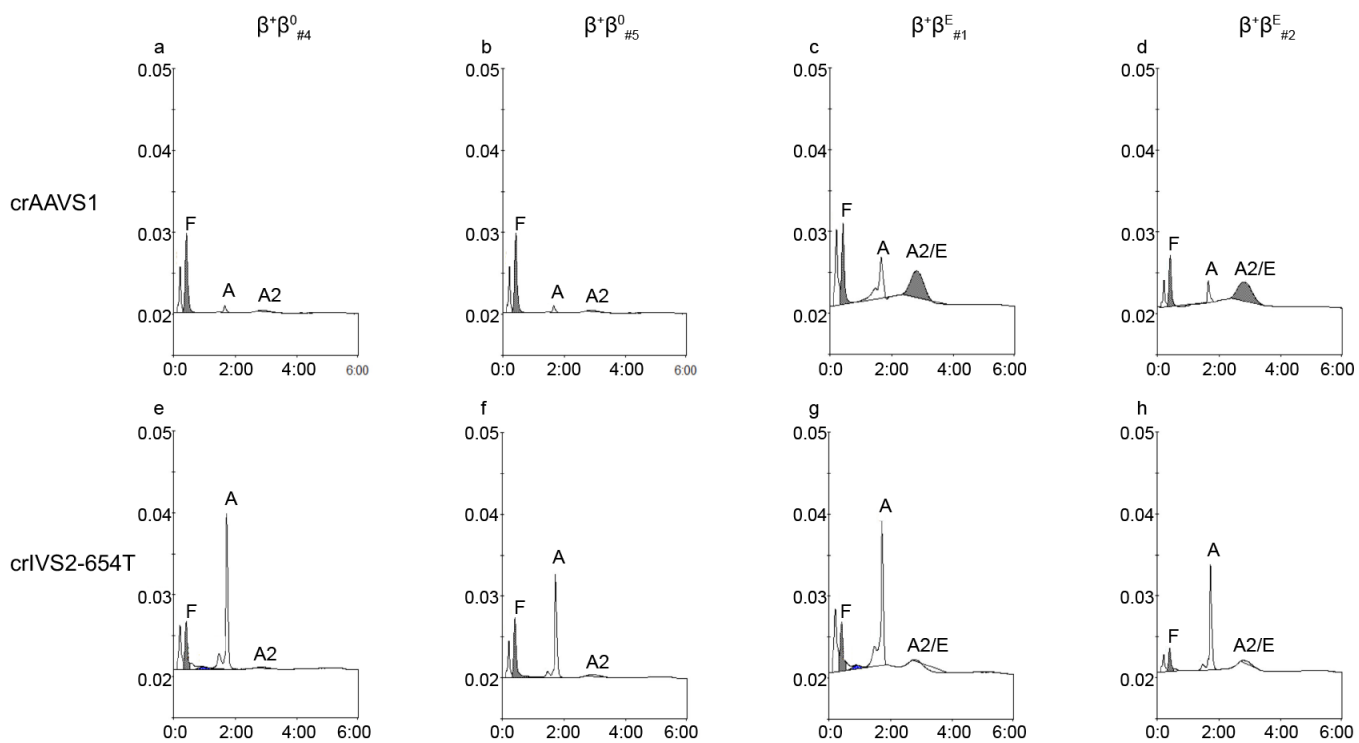 β⁺β⁰#4 β⁺β⁰#5 β⁺βᴱ#1 β⁺βᴱ#2
a b c d
crAAVS1
0.05 0.05 0.05 0.05
0.04 0.04 0.04 0.04
0.03 0.03 0.03 0.03
0.02 0.02 0.02 0.02
F A A2
F A A2
F A A2/E
F A A2/E
0:0 2:00 4:00 6:00 0:0 2:00 4:00 6:00 0:0 2:00 4:00 6:00 0:0 2:00 4:00 6:00
e f g h
crIVS2-654T
0.05 0.05 0.05 0.05
0.04 0.04 0.04 0.04
0.03 0.03 0.03 0.03
0.02 0.02 0.02 0.02
F A A2
F A A2
F A A2/E
F A A2/E
0:0 2:00 4:00 6:00 0:0 2:00 4:00 6:00 0:0 2:00 4:00 6:00 0:0 2:00 4:00 6:00